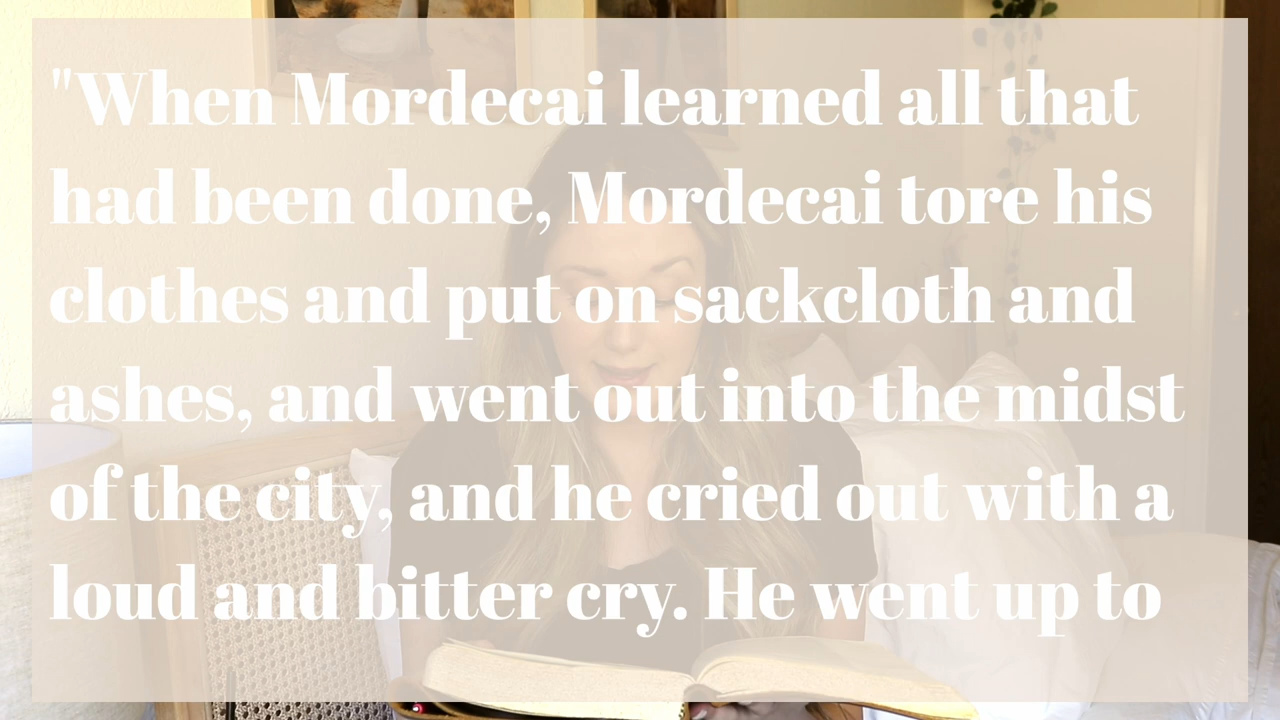 "When Mordecai learned all that
had been done, Mordecai tore his
clothes and put on sackcloth and
ashes, and went out into the midst
of the city, and he cried out with a
loud and bitter cry. He went up to